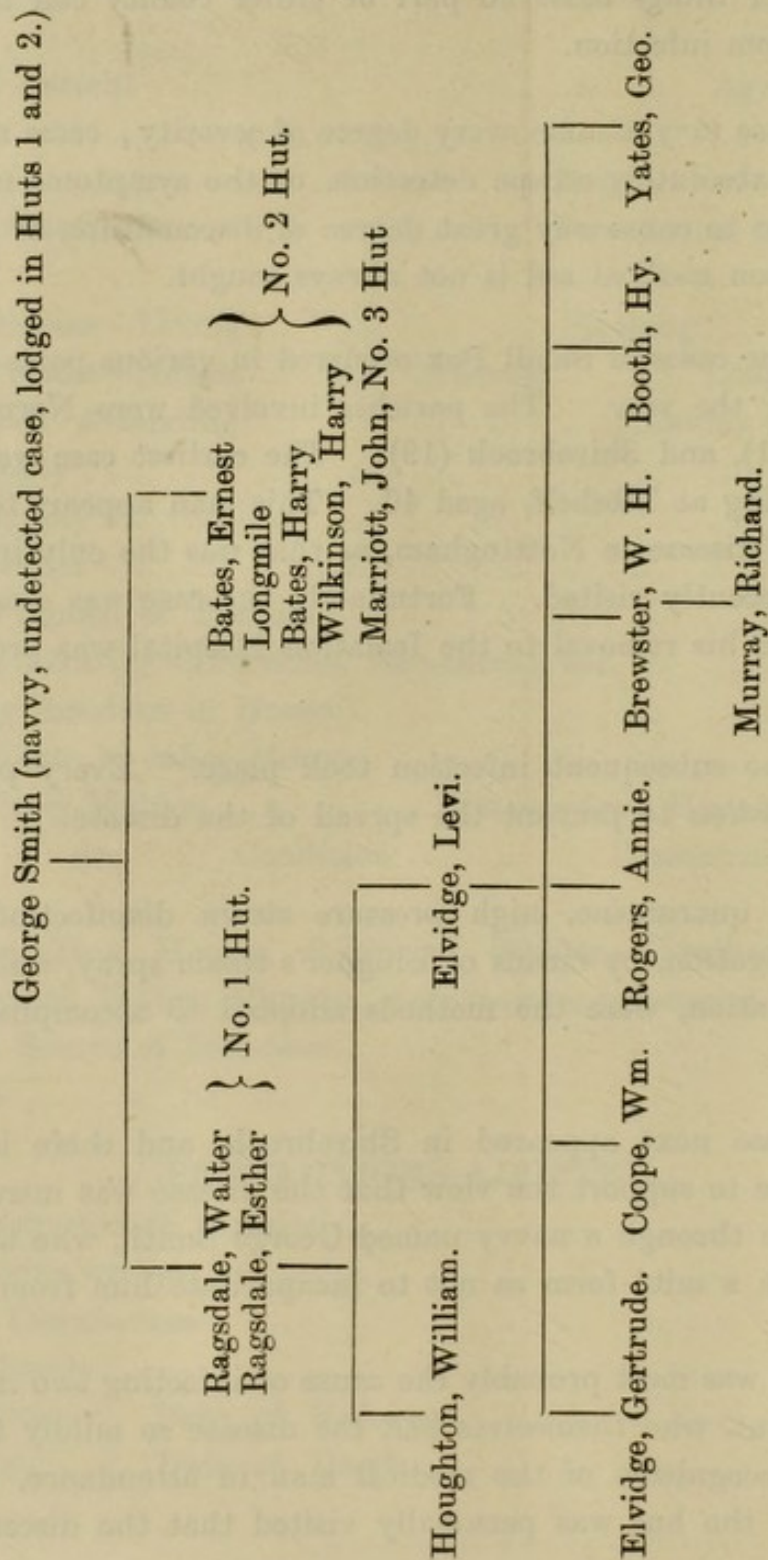 George Smith (navvy, undetected case, lodged in Huts 1 and 2.)
Ragsdale, Walter
Ragsdale, Esther
} No. 1 Hut.
Bates, Ernest
Longmile
Bates, Harry
Wilkinson, Harry
} No. 2 Hut.
Marriott, John, No. 3 Hut
Houghton, William. Elvidge, Levi.
Elvidge, Gertrude. Coope, Wm. Rogers, Annie. Brewster, W. H. Booth, Hy. Yates, Geo.
Murray, Richard.